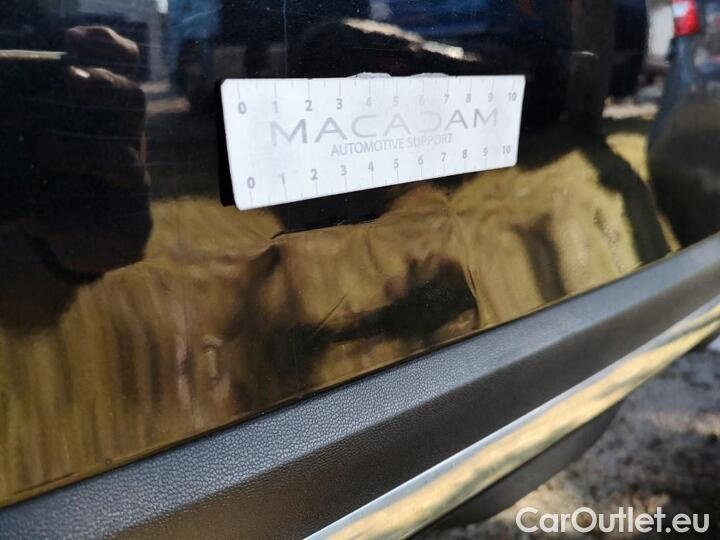 0 1 2 3 4 5 6 7 8 9 10
MACADAM
AUTOMOTIVE SUPPORT
0 1 2 3 4 5 6 7 8 9 10
CarOutlet.eu